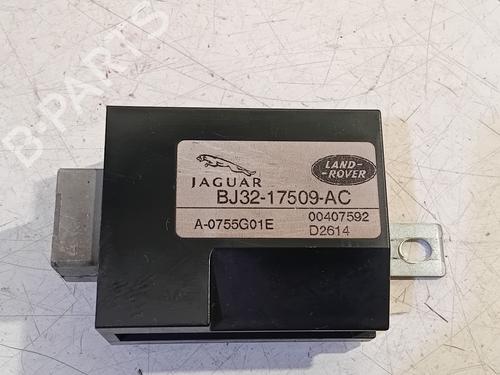 JAGUAR
LAND-
-ROVER
BJ32-17509-AC
A-0755G01E
00407592
D2614
B-PARTS